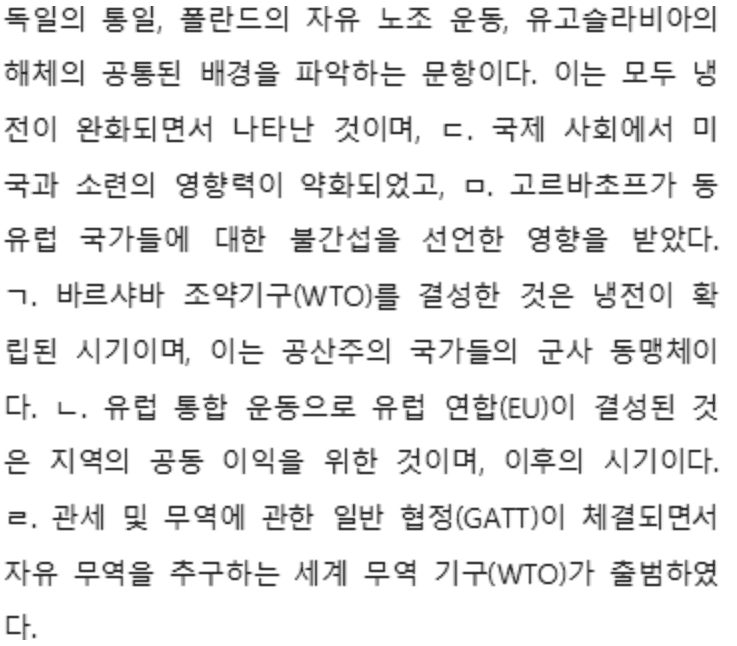 독일의 통일, 폴란드의 자유 노조 운동, 유고슬라비아의
해체의 공통된 배경을 파악하는 문항이다. 이는 모두 냉
전이 완화되면서 나타난 것이며, ㄷ. 국제 사회에서 미
국과 소련의 영향력이 약화되었고, ㅁ. 고르바초프가 동
유럽 국가들에 대한 불간섭을 선언한 영향을 받았다.
ㄱ. 바르샤바 조약기구(WTO)를 결성한 것은 냉전이 확
립된 시기이며, 이는 공산주의 국가들의 군사 동맹체이
다. ㄴ. 유럽 통합 운동으로 유럽 연합(EU)이 결성된 것
은 지역의 공동 이익을 위한 것이며, 이후의 시기이다.
ㄹ. 관세 및 무역에 관한 일반 협정(GATT)이 체결되면서
자유 무역을 추구하는 세계 무역 기구(WTO)가 출범하였
다.